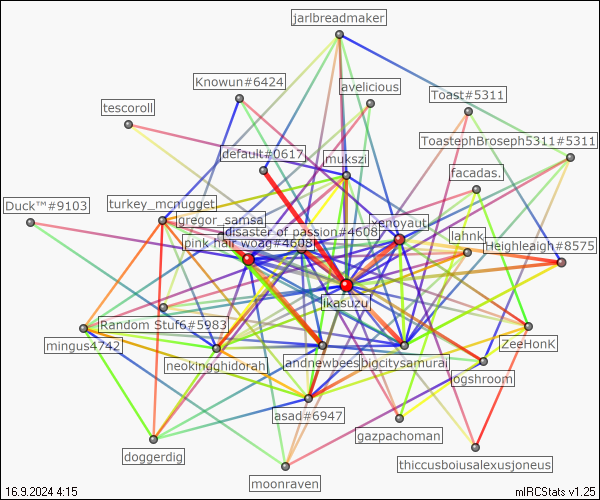 jarlbreadmaker
Knowun#6424
avelicious
Toast#5311
tescoroll
ToastephBroseph5311#5311
default#0617
mukszi
facadas.
Duck™#9103
turkey_mcnugget
gregor_samsa
xenoyaut
disaster of passion#4608
lahnk
pink hair woag#4608
Heighleaigh#8575
likasuzu
Random Stuf6#5983
mingus4742
ZeeHonK
neokingghidorah
andnewbees
bigcitysamurai
ogshroom
asad#6947
gazpachoman
doggerdig
thiccusboiusalexusjoneus
moonraven
16.9.2024 4:15
mIRCStats v1.25